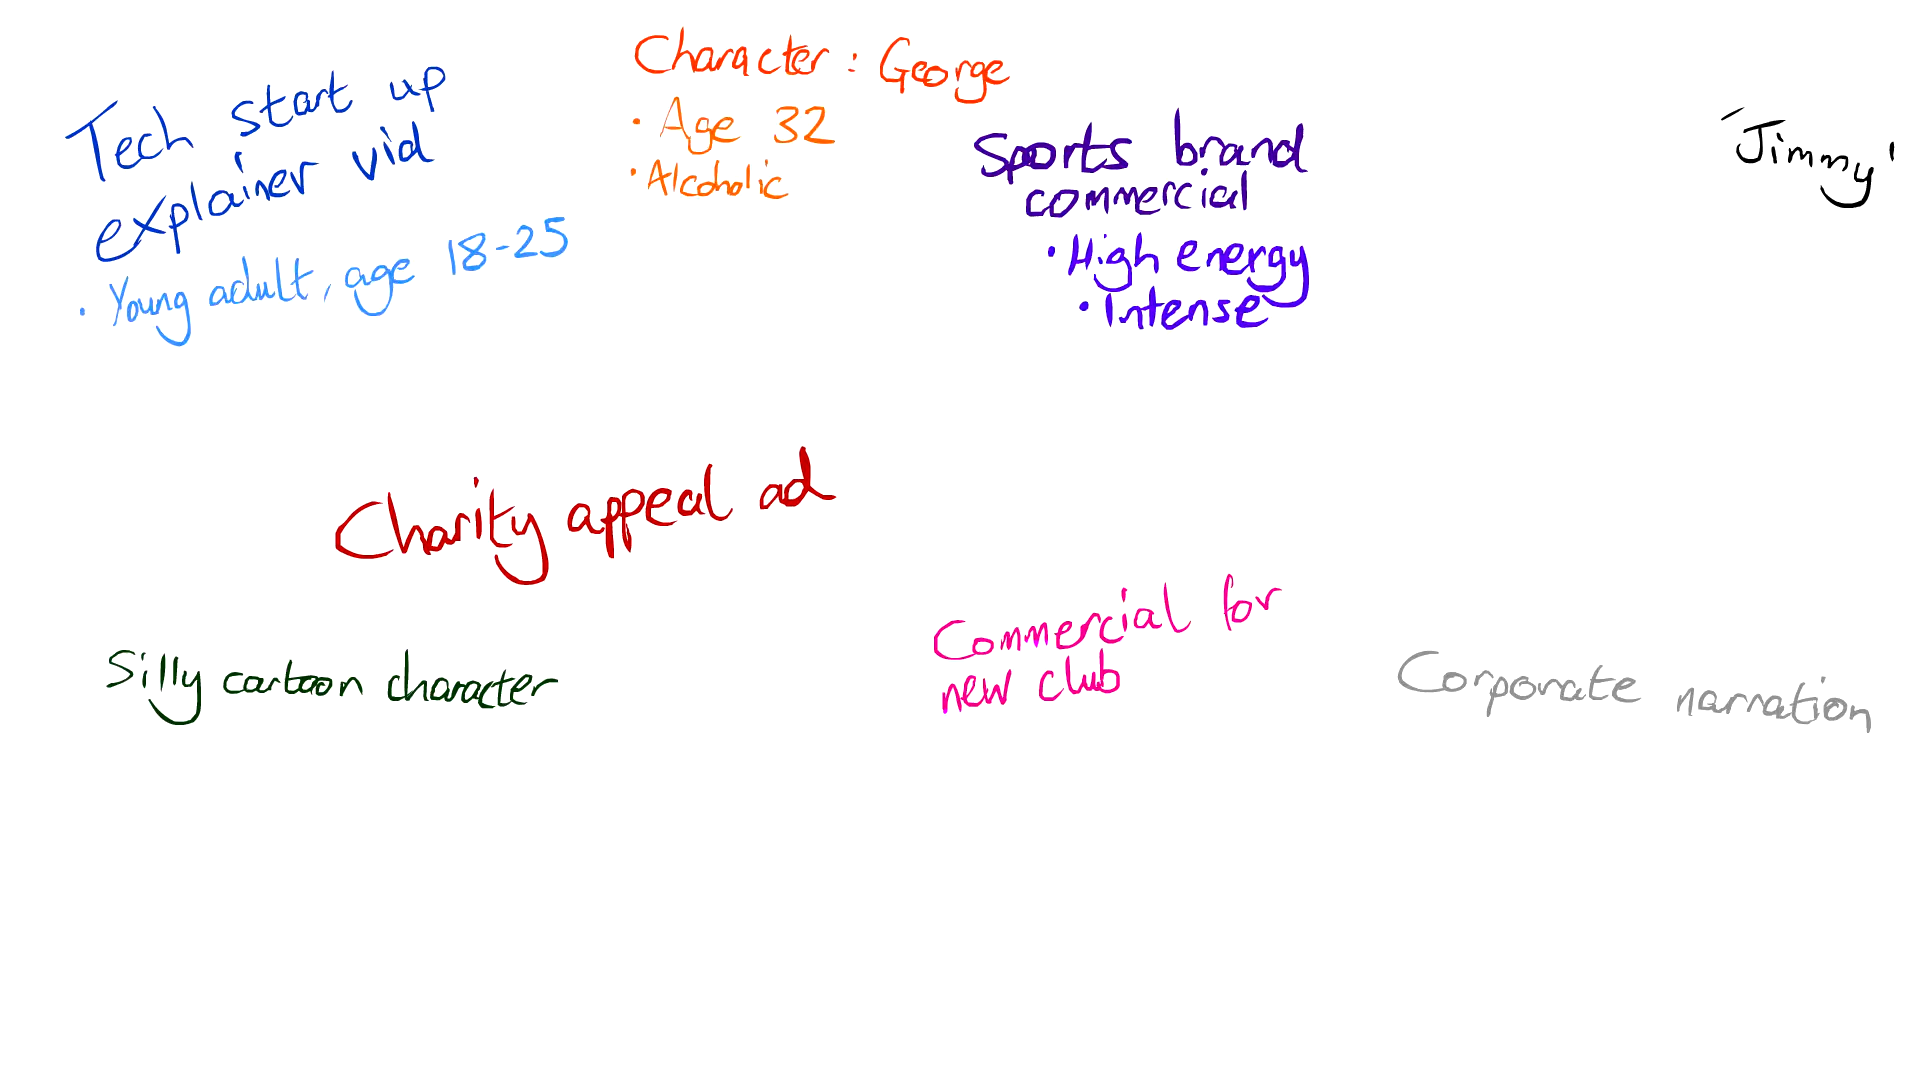 Tech start up
explainer vid
• Young adult, age 18-25
Character: George
• Age 32
• Alcoholic
Sports brand
commercial
• High energy
• Intense
'Jimmy'
Charity appeal ad
Silly cartoon character
Commercial for
new club
Corporate narration